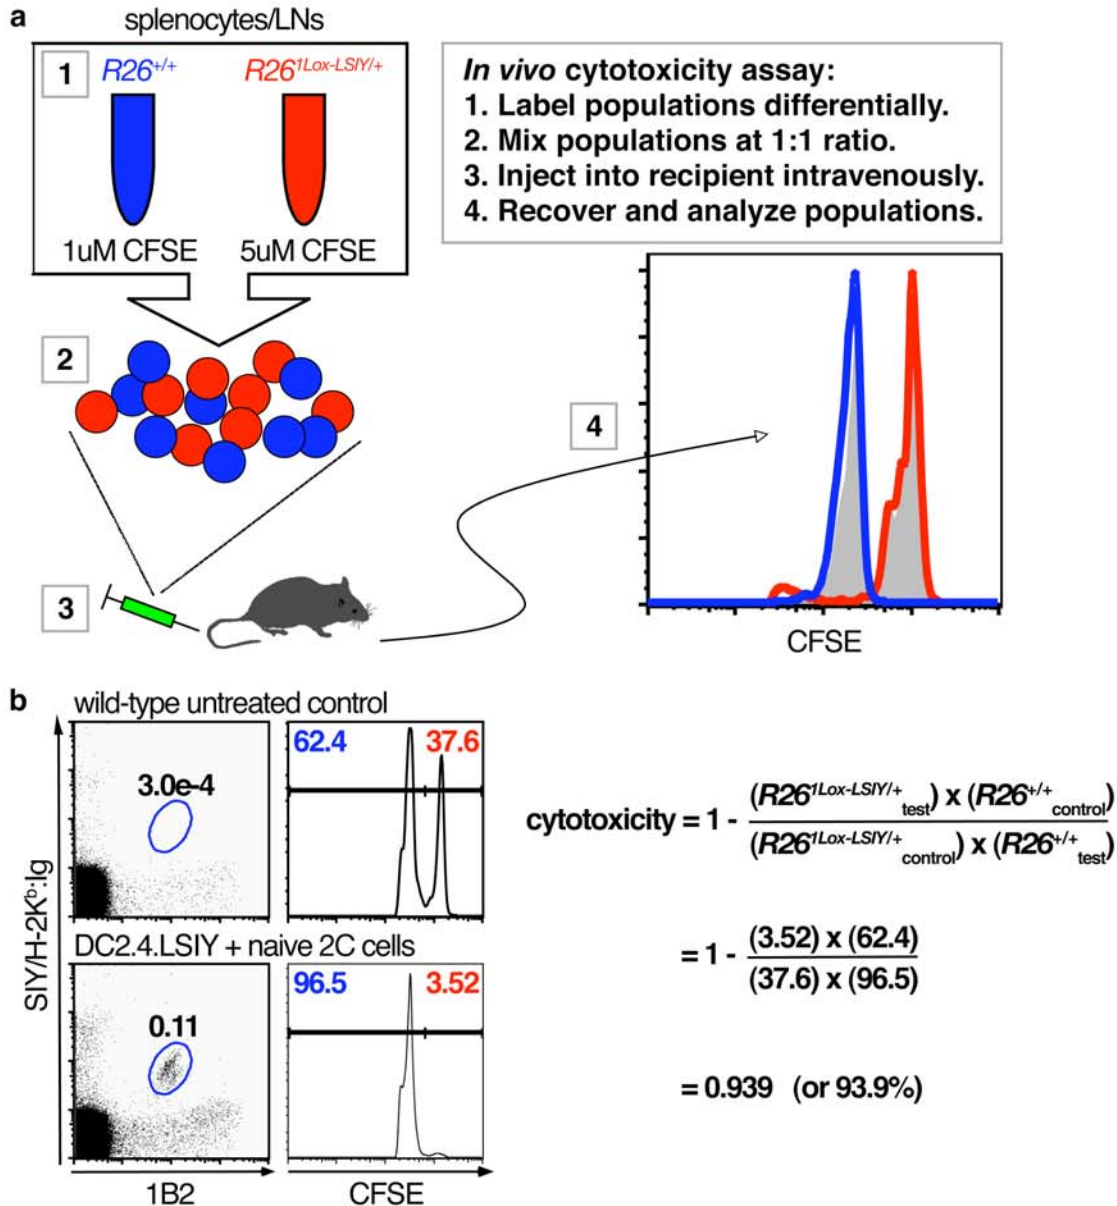 a
splenocytes/LNs
1
R26+/+
R261Lox-LSIY/+
1uM CFSE
5uM CFSE
In vivo cytotoxicity assay:
1. Label populations differentially.
2. Mix populations at 1:1 ratio.
3. Inject into recipient intravenously.
4. Recover and analyze populations.
2
3
4
CFSE
b
wild-type untreated control
3.0e-4
62.4
37.6
DC2.4.LSIY + naive 2C cells
0.11
96.5
3.52
SIY/H-2Kb:Ig
1B2
CFSE
cytotoxicity = 1 - (R261Lox-LSIY/+ test) x (R26+/+ control)
(R261Lox-LSIY/+ control) x (R26+/+ test)
= 1 - (3.52) x (62.4)
(37.6) x (96.5)
= 0.939 (or 93.9%)